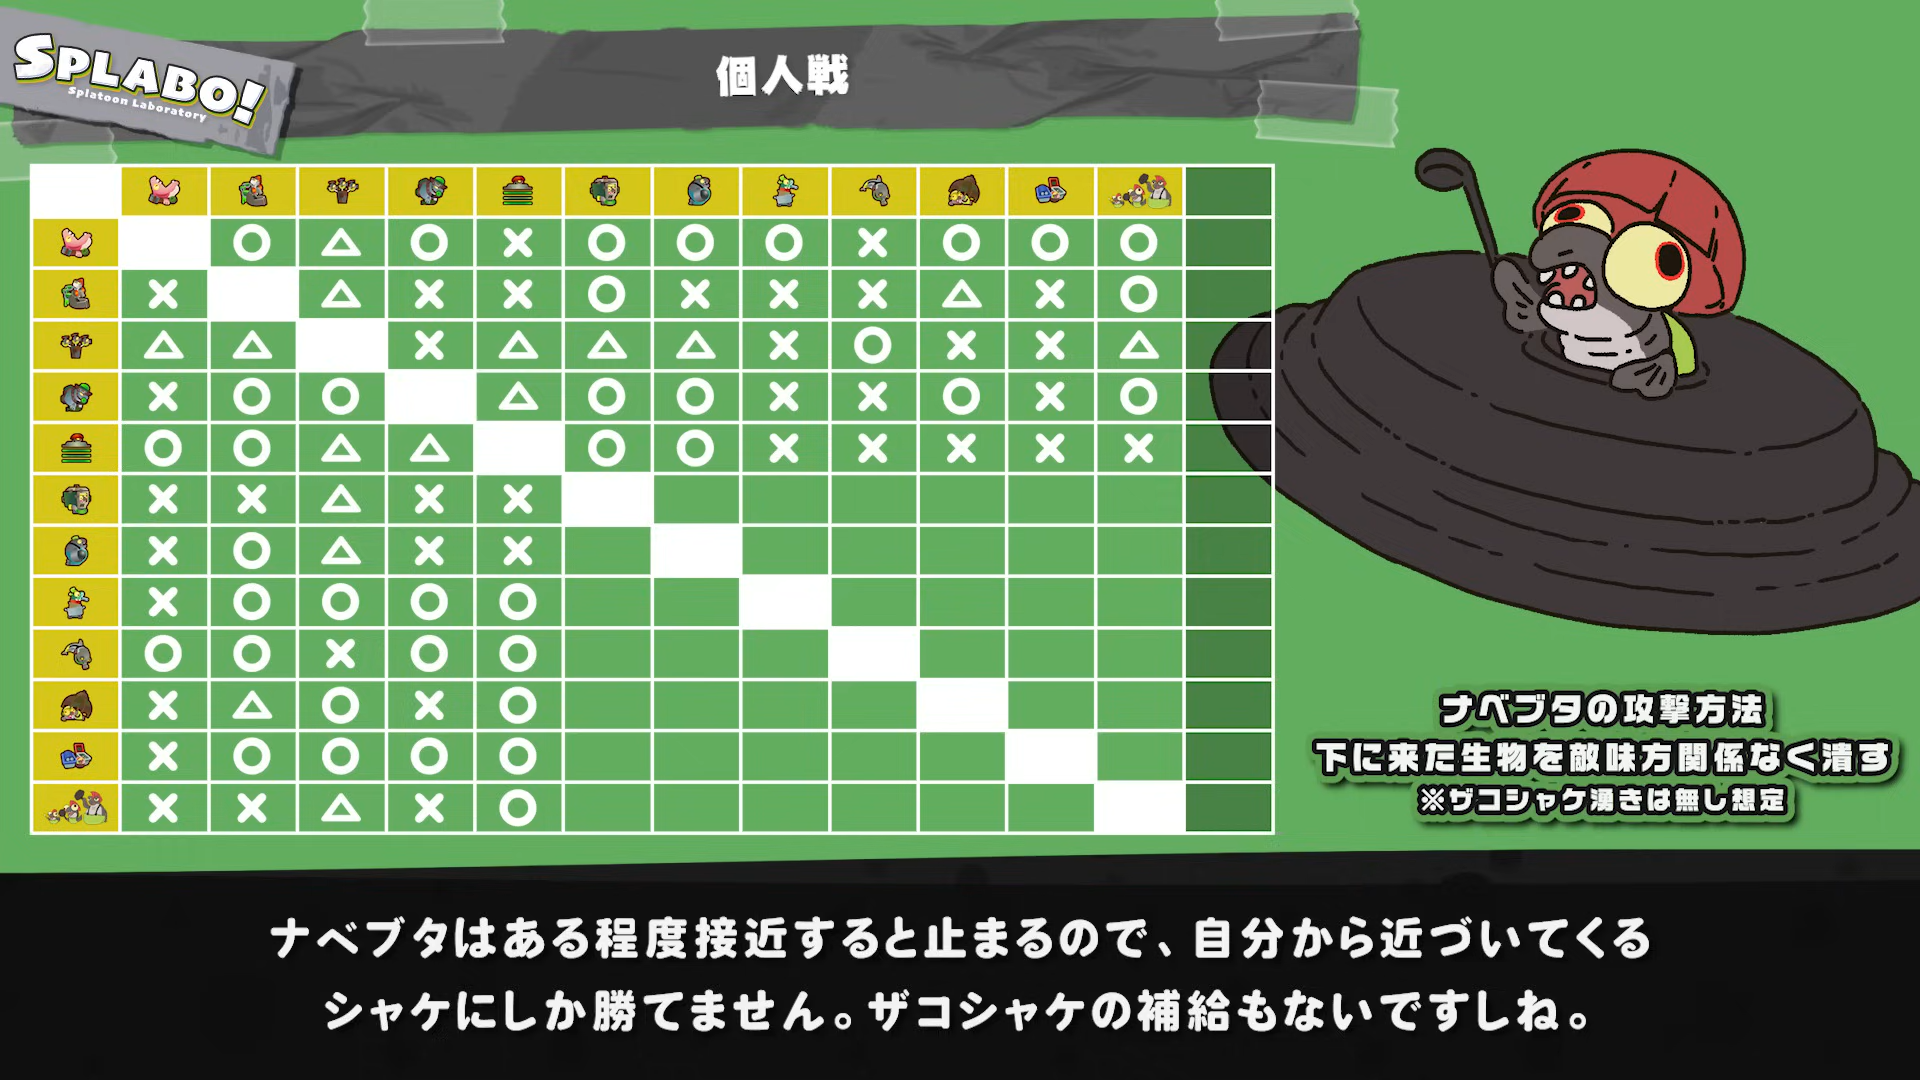 SPLABO!
Splatoon Laboratory
個人戦
○ △ ○ × ○ ○ ○ × ○ ○ ○
× △ × × ○ × × × △ × ○
△ △ × △ △ △ × ○ × × △
× ○ ○ △ ○ ○ × × ○ × ○
○ ○ △ △ ○ ○ × × × × ×
× × △ × ×
× ○ △ × ×
× ○ ○ ○ ○
○ ○ × ○ ○
× △ ○ × ○
× ○ ○ ○ ○
× × △ × ○
ナベブタの攻撃方法
下に来た生物を敵味方関係なく潰す
※ザコシャケ湧きは無し想定
ナベブタはある程度接近すると止まるので、自分から近づいてくる
シャケにしか勝てません。ザコシャケの補給もないですしね。